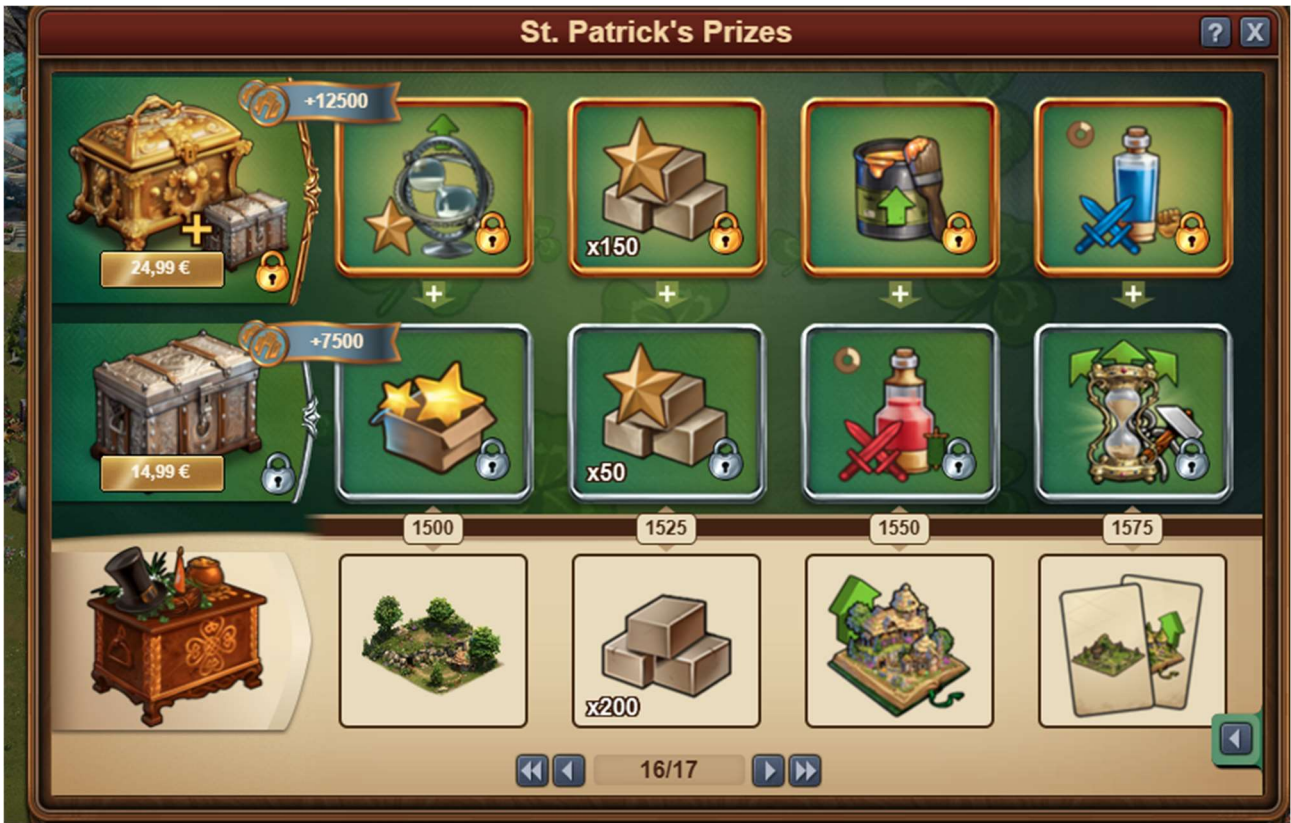 St. Patrick's Prizes
? X
+12500
x150
24,99 €
+7500
x50
14,99 €
1500 1525 1550 1575
x200
16/17